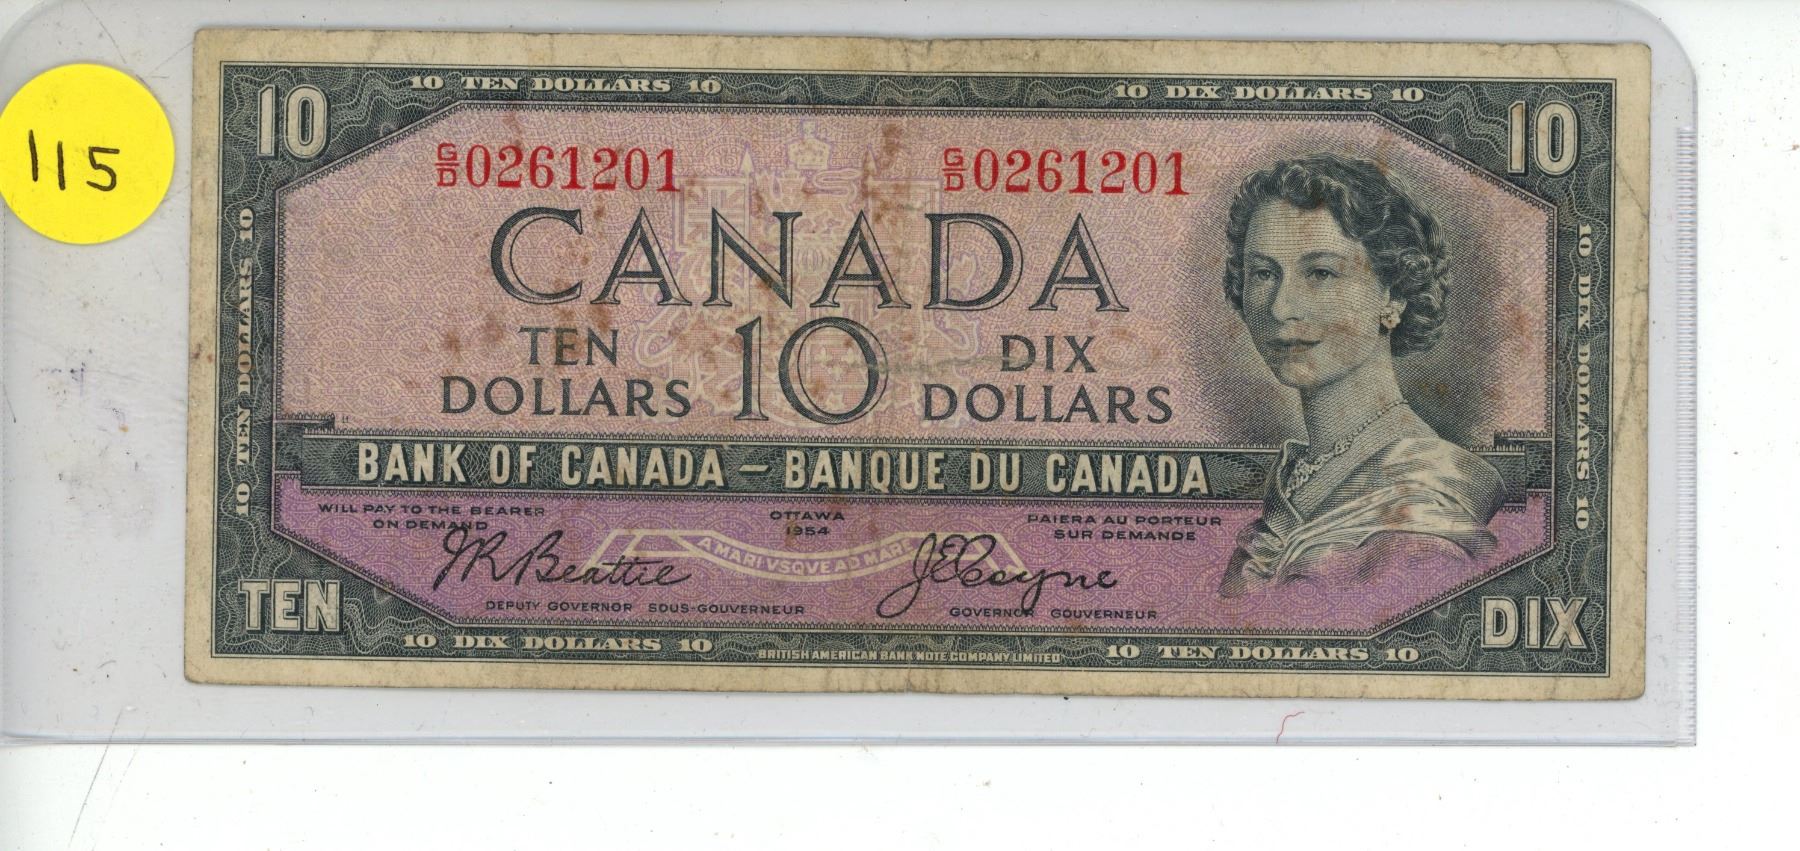 115
10 TEN DOLLARS 10
10 DIX DOLLARS 10
10
10
G/D 0261201
G/D 0261201
CANADA
TEN DOLLARS
10
DIX DOLLARS
10 TEN DOLLARS 10
10 DIX DOLLARS 10
BANK OF CANADA – BANQUE DU CANADA
WILL PAY TO THE BEARER
ON DEMAND
OTTAWA
1954
PAIERA AU PORTEUR
SUR DEMANDE
A MARI VSQVE AD MARE
JRBeattie
JECoyne
DEPUTY GOVERNOR SOUS-GOUVERNEUR
GOVERNOR GOUVERNEUR
TEN
DIX
10 DIX DOLLARS 10
BRITISH AMERICAN BANK NOTE COMPANY LIMITED
10 TEN DOLLARS 10